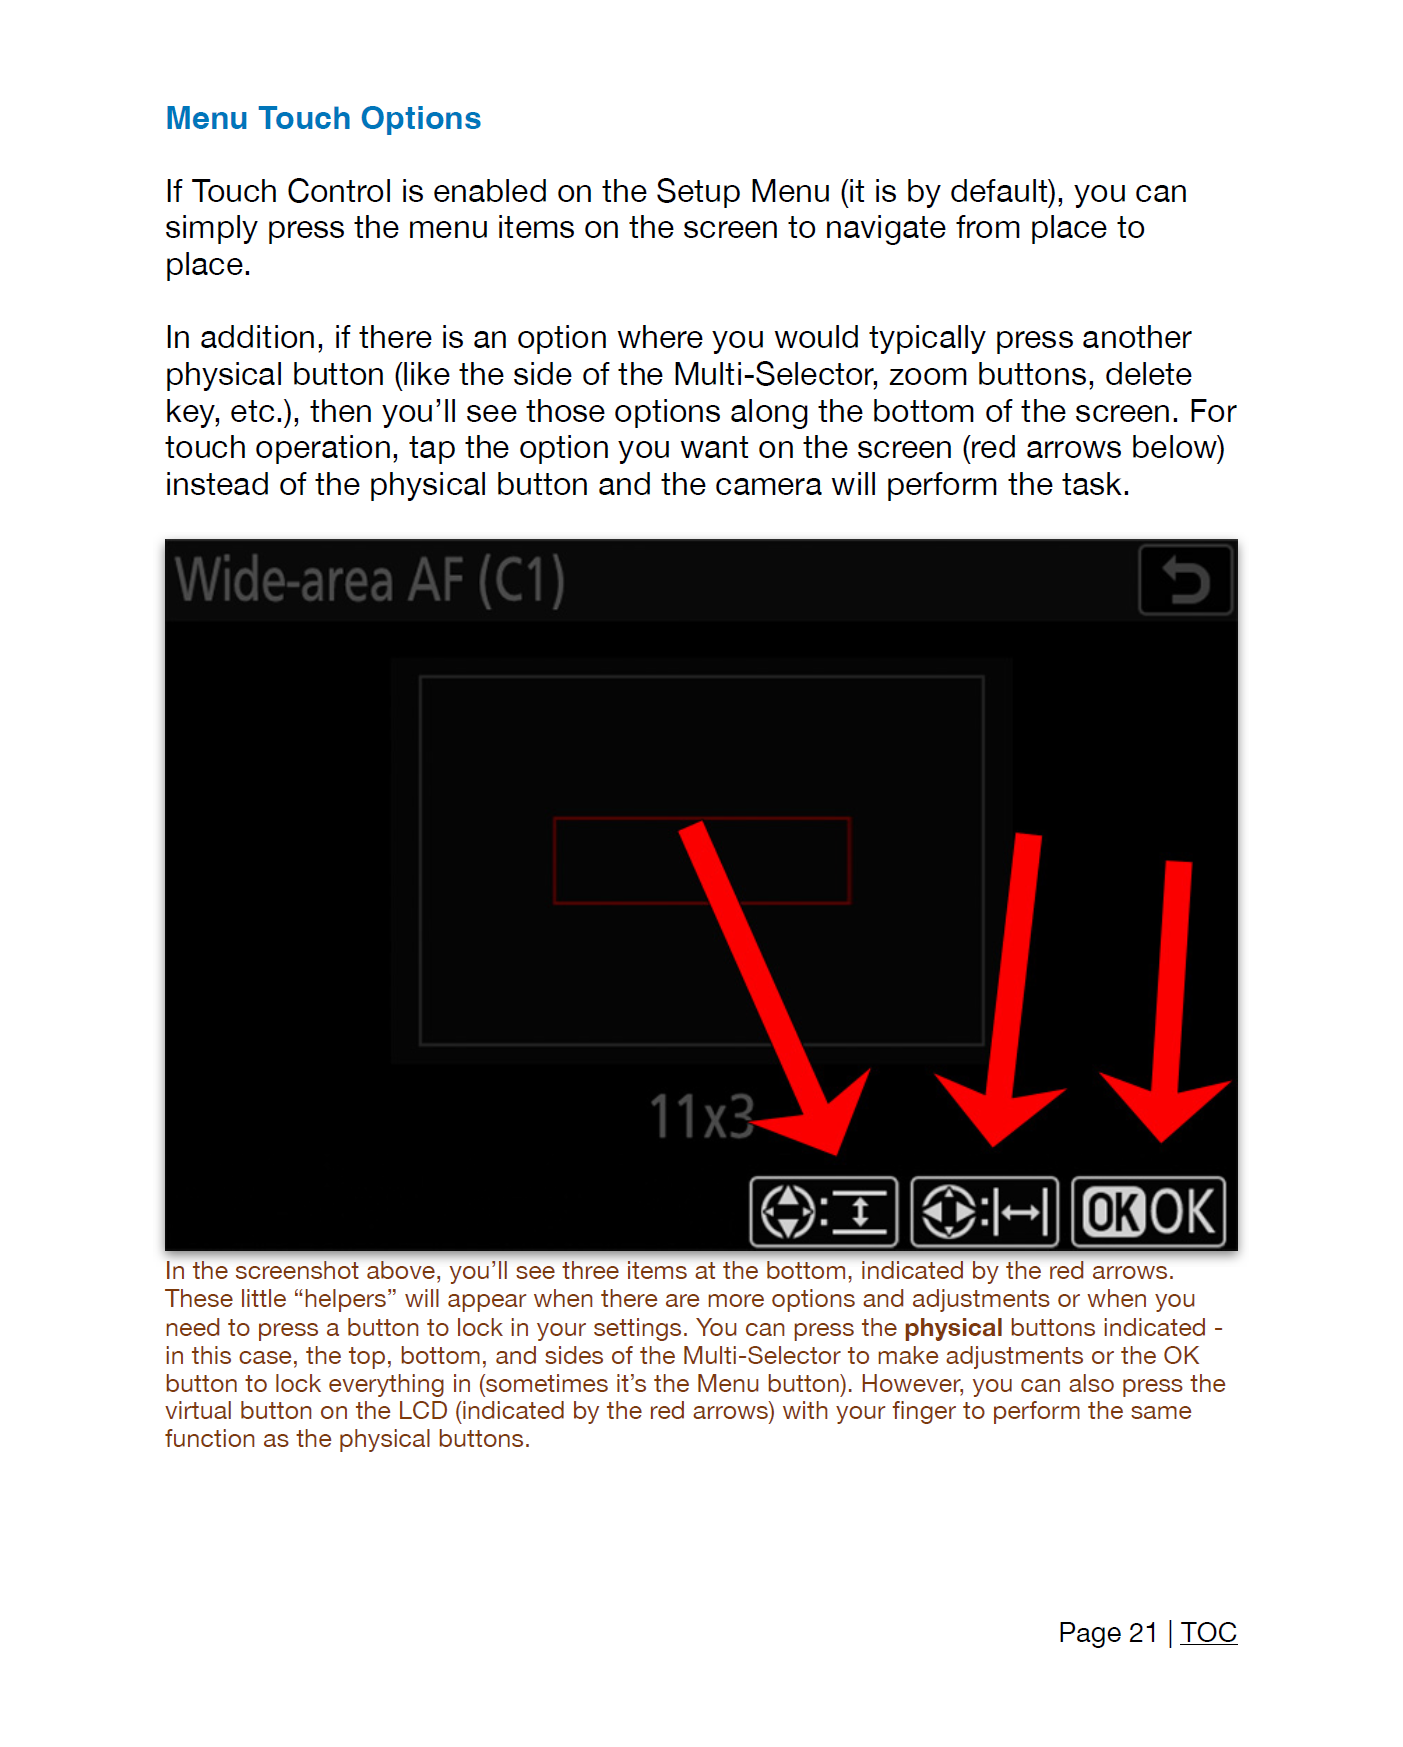 Menu Touch Options
If Touch Control is enabled on the Setup Menu (it is by default), you can
simply press the menu items on the screen to navigate from place to
place.
In addition, if there is an option where you would typically press another
physical button (like the side of the Multi-Selector, zoom buttons, delete
key, etc.), then you’ll see those options along the bottom of the screen. For
touch operation, tap the option you want on the screen (red arrows below)
instead of the physical button and the camera will perform the task.
Wide-area AF (C1)
11x3
OK OK
In the screenshot above, you’ll see three items at the bottom, indicated by the red arrows.
These little “helpers” will appear when there are more options and adjustments or when you
need to press a button to lock in your settings. You can press the physical buttons indicated -
in this case, the top, bottom, and sides of the Multi-Selector to make adjustments or the OK
button to lock everything in (sometimes it’s the Menu button). However, you can also press the
virtual button on the LCD (indicated by the red arrows) with your finger to perform the same
function as the physical buttons.
Page 21 | TOC